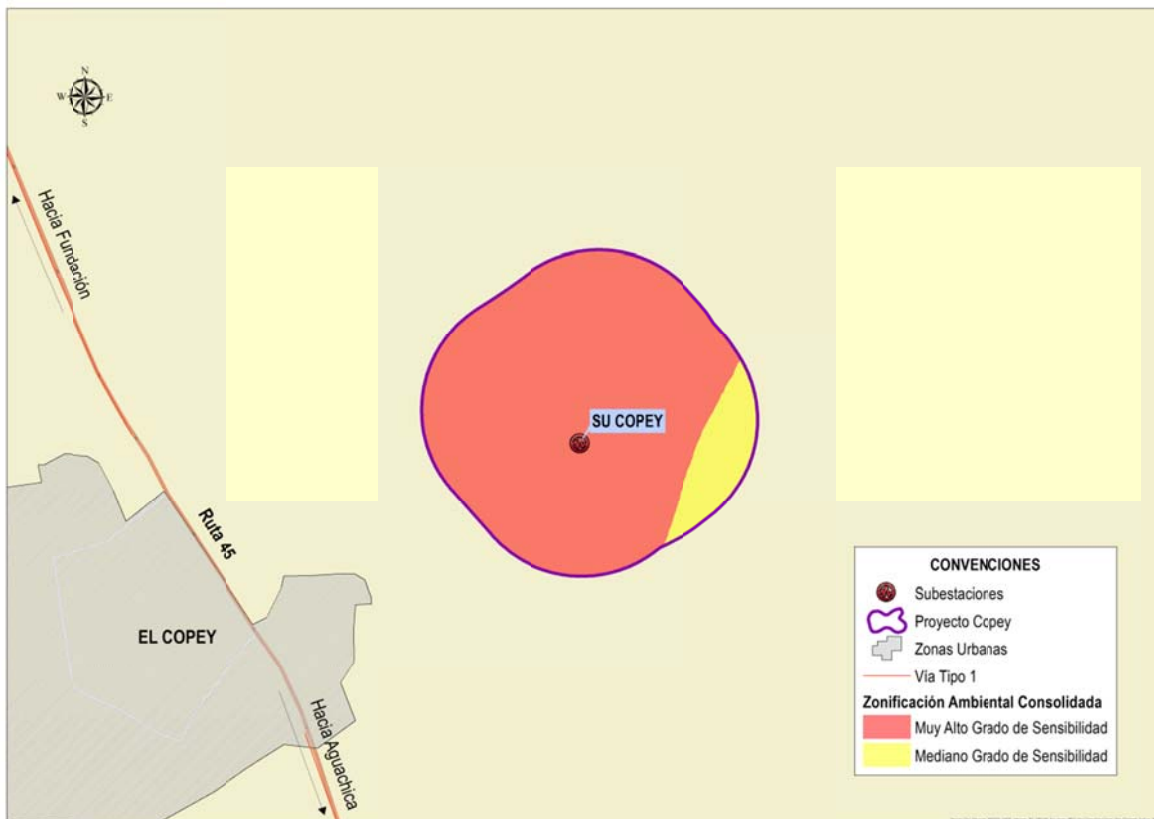 N
W
E
S
Hacia Fundación
SU COPEY
Ruta 45
EL COPEY
Hacia Aguachica
CONVENCIONES
Subestaciores
Proyecto Copey
Zonas Urbanas
Vía Tipo 1
Zonificación Ambiental Consolidada
Muy Alto Grado de Sensibilidad
Mediano Grado de Sensibilidad